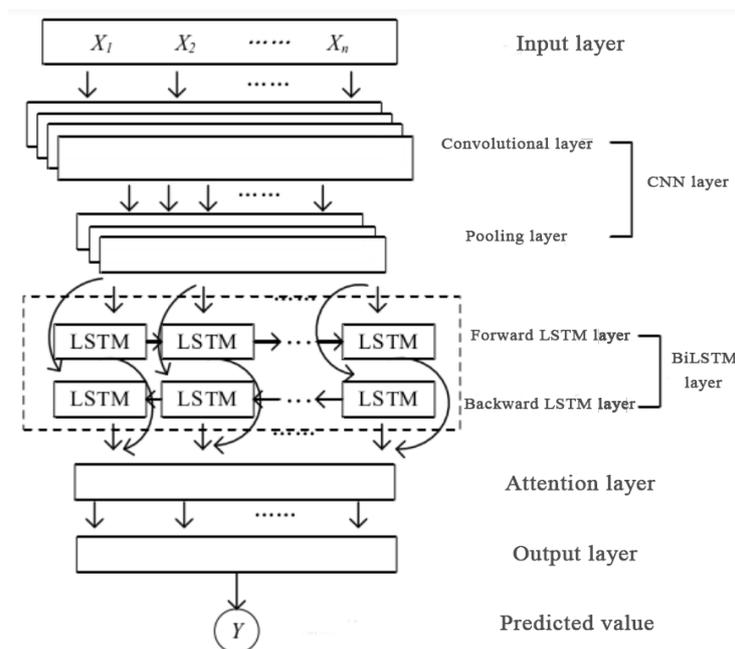 X1 X2 ...... Xn
Input layer
......
Convolutional layer
CNN layer
......
Pooling layer
......
LSTM LSTM ... LSTM
Forward LSTM layer
BiLSTM
layer
LSTM LSTM ... LSTM
Backward LSTM layer
......
Attention layer
......
Output layer
Y
Predicted value